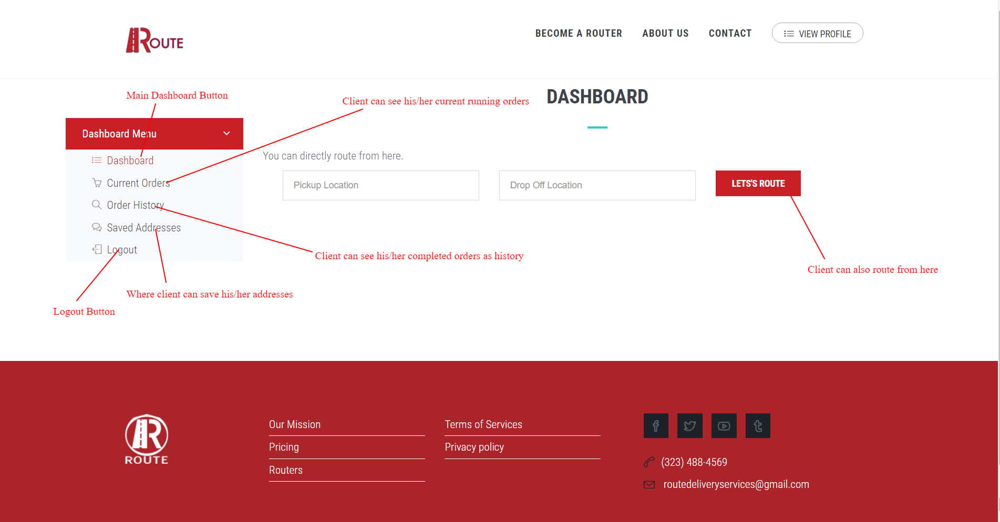 ROUTE
BECOME A ROUTER
ABOUT US
CONTACT
VIEW PROFILE
Main Dashboard Button
Client can see his/her current running orders
DASHBOARD
Dashboard Menu
Dashboard
Current Orders
Order History
Saved Addresses
Logout
You can directly route from here.
Pickup Location
Drop Off Location
LETS'S ROUTE
Client can see his/her completed orders as history
Client can also route from here
Where client can save his/her addresses
Logout Button
R
ROUTE
Our Mission
Pricing
Routers
Terms of Services
Privacy policy
(323) 488-4569
routedeliveryservices@gmail.com